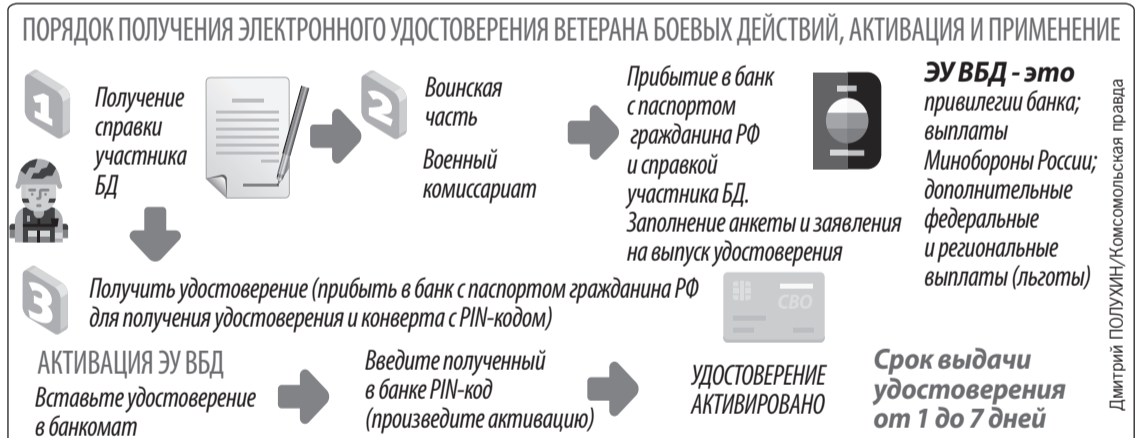 ПОРЯДОК ПОЛУЧЕНИЯ ЭЛЕКТРОННОГО УДОСТОВЕРЕНИЯ ВЕТЕРАНА БОЕВЫХ ДЕЙСТВИЙ, АКТИВАЦИЯ И ПРИМЕНЕНИЕ
1
Получение
справки
участника
БД
2
Воинская
часть
Военный
комиссариат
Прибытие в банк
с паспортом
гражданина РФ
и справкой
участника БД.
Заполнение анкеты и заявления
на выпуск удостоверения
ЭУ ВБД - это
привилегии банка;
выплаты
Минобороны России;
дополнительные
федеральные
и региональные
выплаты (льготы)
3
Получить удостоверение (прибыть в банк с паспортом гражданина РФ
для получения удостоверения и конверта с PIN-кодом)
СВО
АКТИВАЦИЯ ЭУ ВБД
Вставьте удостоверение
в банкомат
Введите полученный
в банке PIN-код
(произведите активацию)
УДОСТОВЕРЕНИЕ
АКТИВИРОВАНО
Срок выдачи
удостоверения
от 1 до 7 дней
Дмитрий ПОЛУХИН/Комсомольская правда